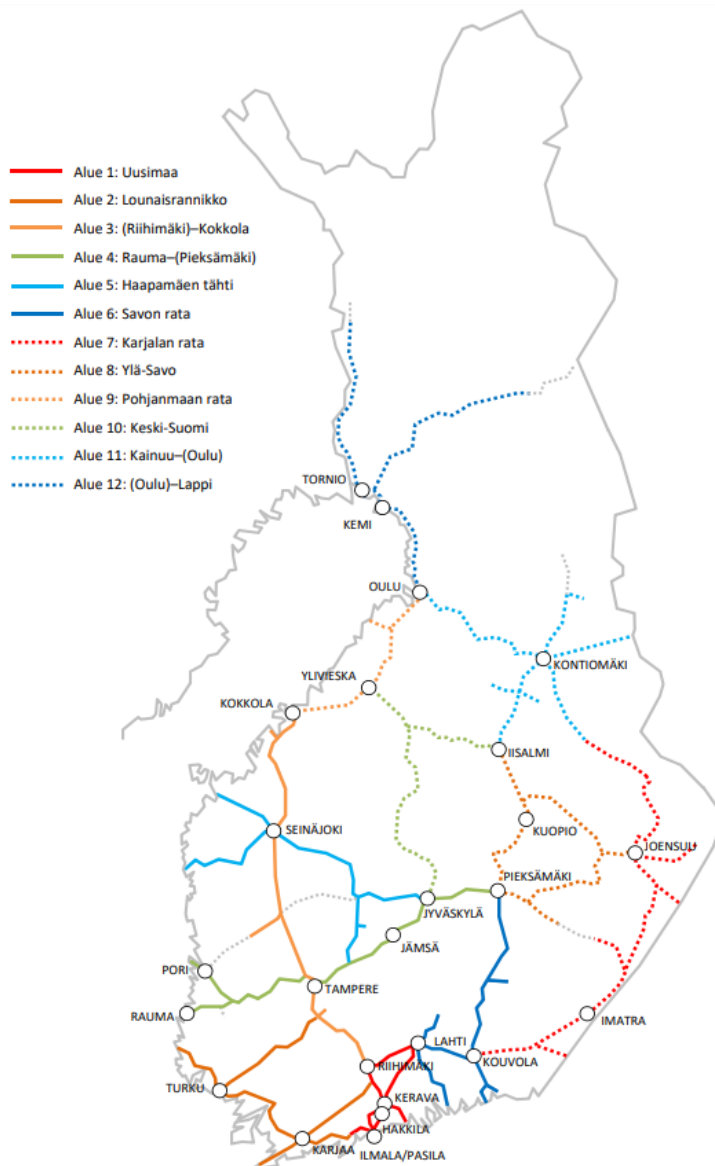 Alue 1: Uusimaa
Alue 2: Lounaisrannikko
Alue 3: (Riihimäki)–Kokkola
Alue 4: Rauma–(Pieksämäki)
Alue 5: Haapamäen tähti
Alue 6: Savon rata
Alue 7: Karjalan rata
Alue 8: Ylä-Savo
Alue 9: Pohjanmaan rata
Alue 10: Keski-Suomi
Alue 11: Kainuu–(Oulu)
Alue 12: (Oulu)–Lappi
TORNIO
KEMI
OULU
KONTIOMÄKI
YLIVIESKA
KOKKOLA
IISALMI
SEINÄJOKI
KUOPIO
JOENSUU
PIEKSÄMÄKI
JYVÄSKYLÄ
JÄMSÄ
PORI
TAMPERE
RAUMA
IMATRA
LAHTI
KOUVOLA
RIIHIMÄKI
TURKU
KERAVA
HAKKILA
KARJAA
ILMALA/PASILA